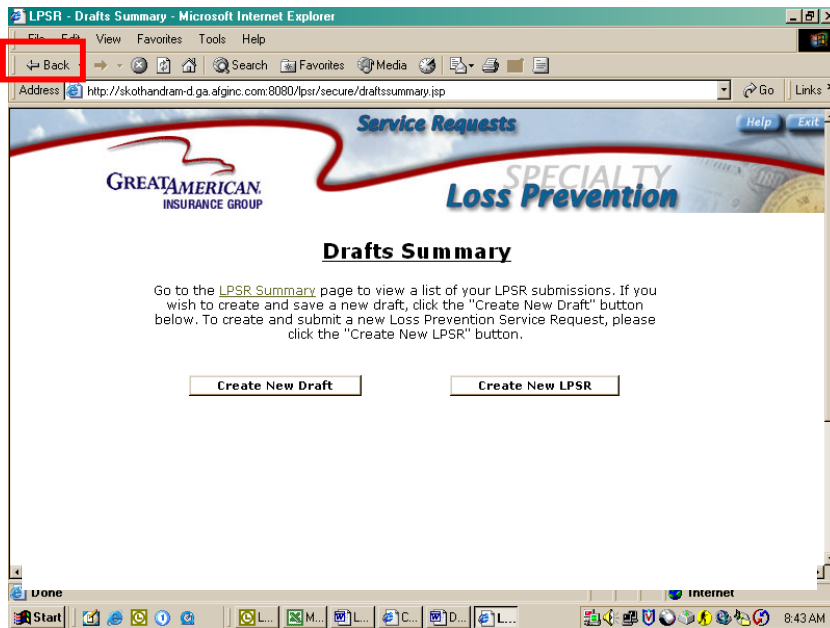 LPSR - Drafts Summary - Microsoft Internet Explorer
File Edit View Favorites Tools Help
Back Search Favorites Media
Address http://skothandram-d.ga.afginc.com:8080/lpsr/secure/draftssummary.jsp Go Links
Service Requests Help Exit
GREATAMERICAN.
INSURANCE GROUP
SPECIALTY
Loss Prevention
Drafts Summary
Go to the LPSR Summary page to view a list of your LPSR submissions. If you
wish to create and save a new draft, click the "Create New Draft" button
below. To create and submit a new Loss Prevention Service Request, please
click the "Create New LPSR" button.
Create New Draft Create New LPSR
Done Internet
Start L... M... L... C... D... L... 8:43 AM